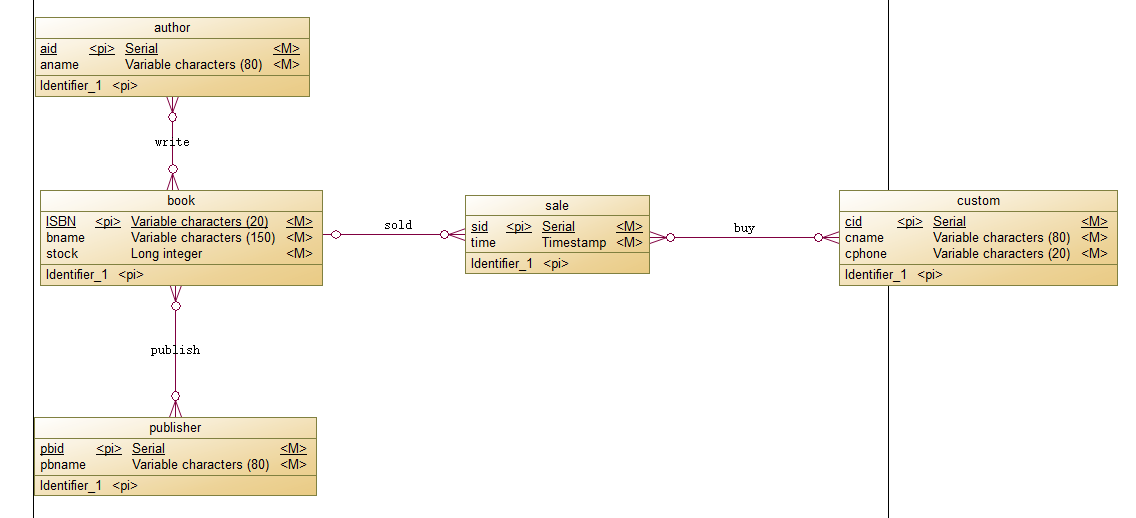 author
aid <pi> Serial <M>
aname Variable characters (80) <M>
Identifier_1 <pi>
write
book
ISBN <pi> Variable characters (20) <M>
bname Variable characters (150) <M>
stock Long integer <M>
Identifier_1 <pi>
sold
sale
sid <pi> Serial <M>
time Timestamp <M>
Identifier_1 <pi>
buy
custom
cid <pi> Serial <M>
cname Variable characters (80) <M>
cphone Variable characters (20) <M>
Identifier_1 <pi>
publish
publisher
pbid <pi> Serial <M>
pbname Variable characters (80) <M>
Identifier_1 <pi>